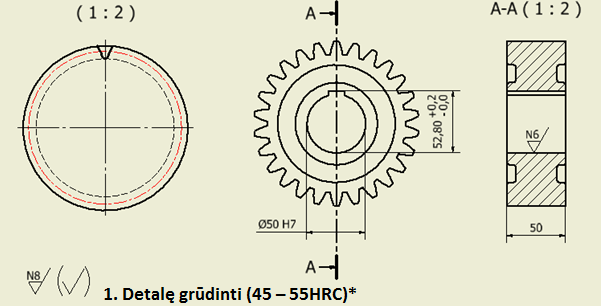 ( 1 : 2 )
A
A-A ( 1 : 2 )
52,80 +0,2 -0,0
N6
Ø50 H7
50
A
N8
1. Detalę grūdinti (45 – 55HRC)*